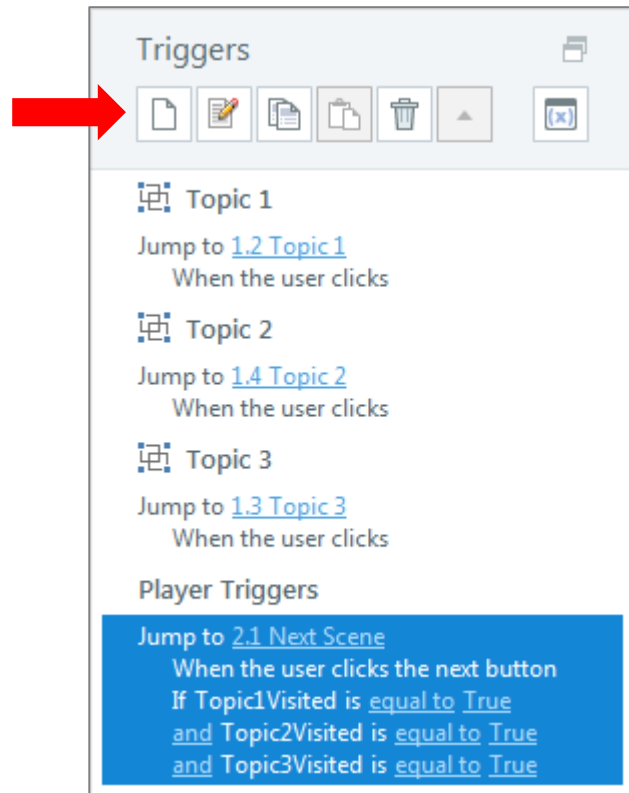 Triggers
(x)
Topic 1
Jump to 1.2 Topic 1
When the user clicks
Topic 2
Jump to 1.4 Topic 2
When the user clicks
Topic 3
Jump to 1.3 Topic 3
When the user clicks
Player Triggers
Jump to 2.1 Next Scene
When the user clicks the next button
If Topic1Visited is equal to True
and Topic2Visited is equal to True
and Topic3Visited is equal to True